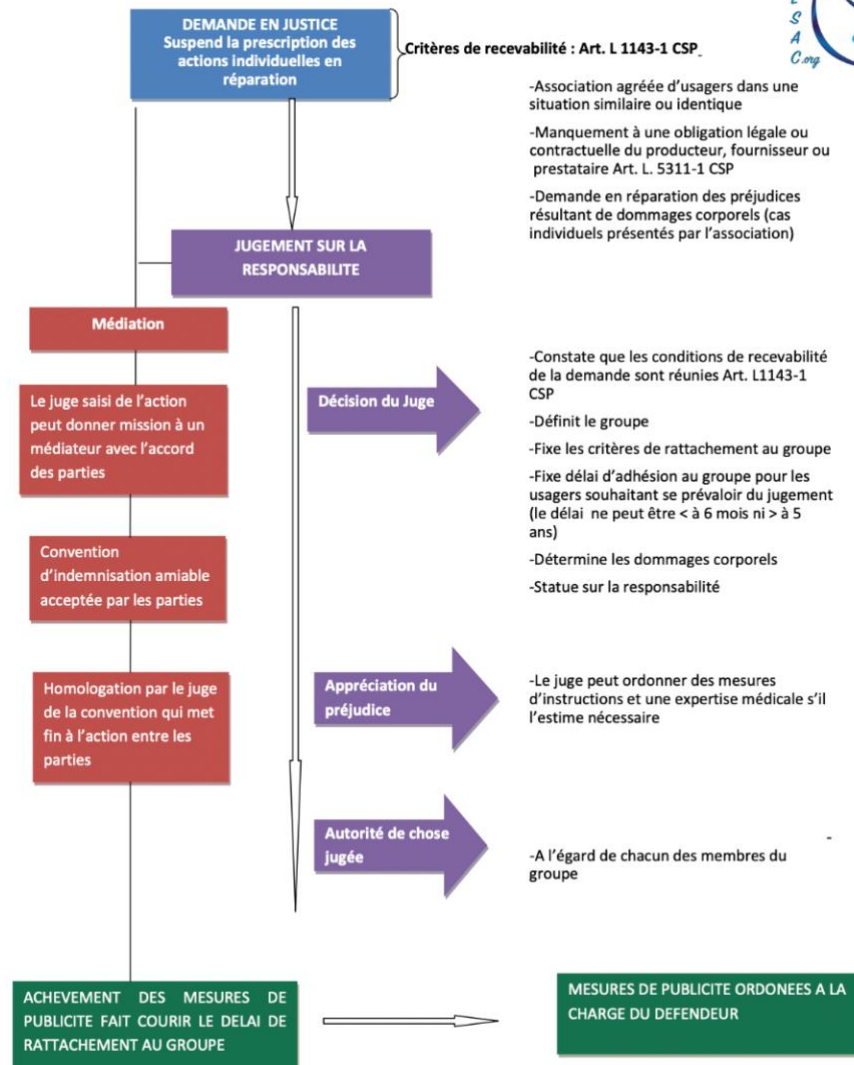 DEMANDE EN JUSTICE
Suspend la prescription des
actions individuelles en
réparation
Critères de recevabilité : Art. L 1143-1 CSP
E
S
A
C.org
-Association agréée d’usagers dans une
situation similaire ou identique
-Manquement à une obligation légale ou
contractuelle du producteur, fournisseur ou
prestataire Art. L. 5311-1 CSP
-Demande en réparation des préjudices
résultant de dommages corporels (cas
individuels présentés par l’association)
JUGEMENT SUR LA
RESPONSABILITE
Médiation
Le juge saisi de l’action
peut donner mission à un
médiateur avec l’accord
des parties
Convention
d’indemnisation amiable
acceptée par les parties
Homologation par le juge
de la convention qui met
fin à l’action entre les
parties
Décision du Juge
-Constate que les conditions de recevabilité
de la demande sont réunies Art. L1143-1
CSP
-Définit le groupe
-Fixe les critères de rattachement au groupe
-Fixe délai d’adhésion au groupe pour les
usagers souhaitant se prévaloir du jugement
(le délai ne peut être < à 6 mois ni > à 5
ans)
-Détermine les dommages corporels
-Statue sur la responsabilité
Appréciation du
préjudice
-Le juge peut ordonner des mesures
d’instructions et une expertise médicale s’il
l’estime nécessaire
Autorité de chose
jugée
-
-A l’égard de chacun des membres du
groupe
ACHEVEMENT DES MESURES DE
PUBLICITE FAIT COURIR LE DELAI DE
RATTACHEMENT AU GROUPE
MESURES DE PUBLICITE ORDONEES A LA
CHARGE DU DEFENDEUR